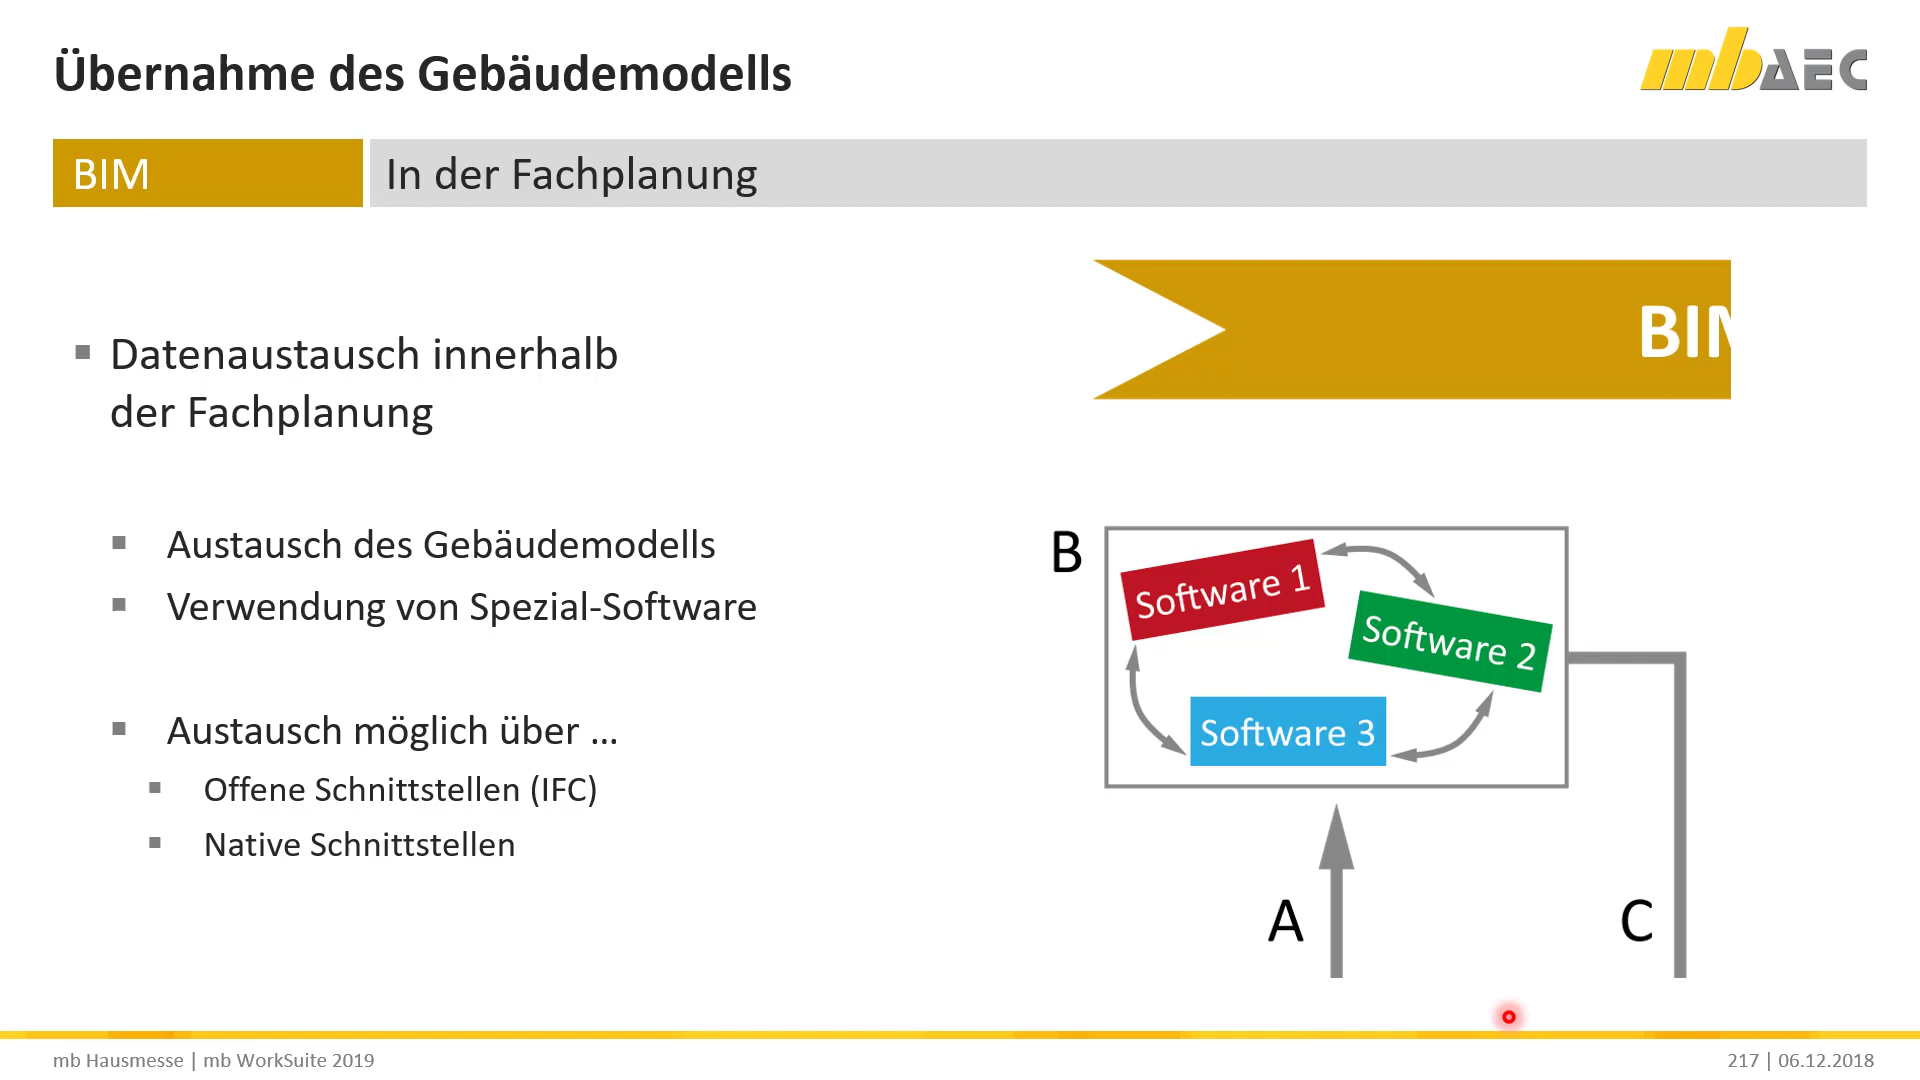 Übernahme des Gebäudemodells
mb AEC
BIM
In der Fachplanung
Datenaustausch innerhalb
der Fachplanung
Austausch des Gebäudemodells
Verwendung von Spezial-Software
Austausch möglich über ...
Offene Schnittstellen (IFC)
Native Schnittstellen
BIM
B
Software 1
Software 2
Software 3
A
C
mb Hausmesse | mb WorkSuite 2019
217 | 06.12.2018